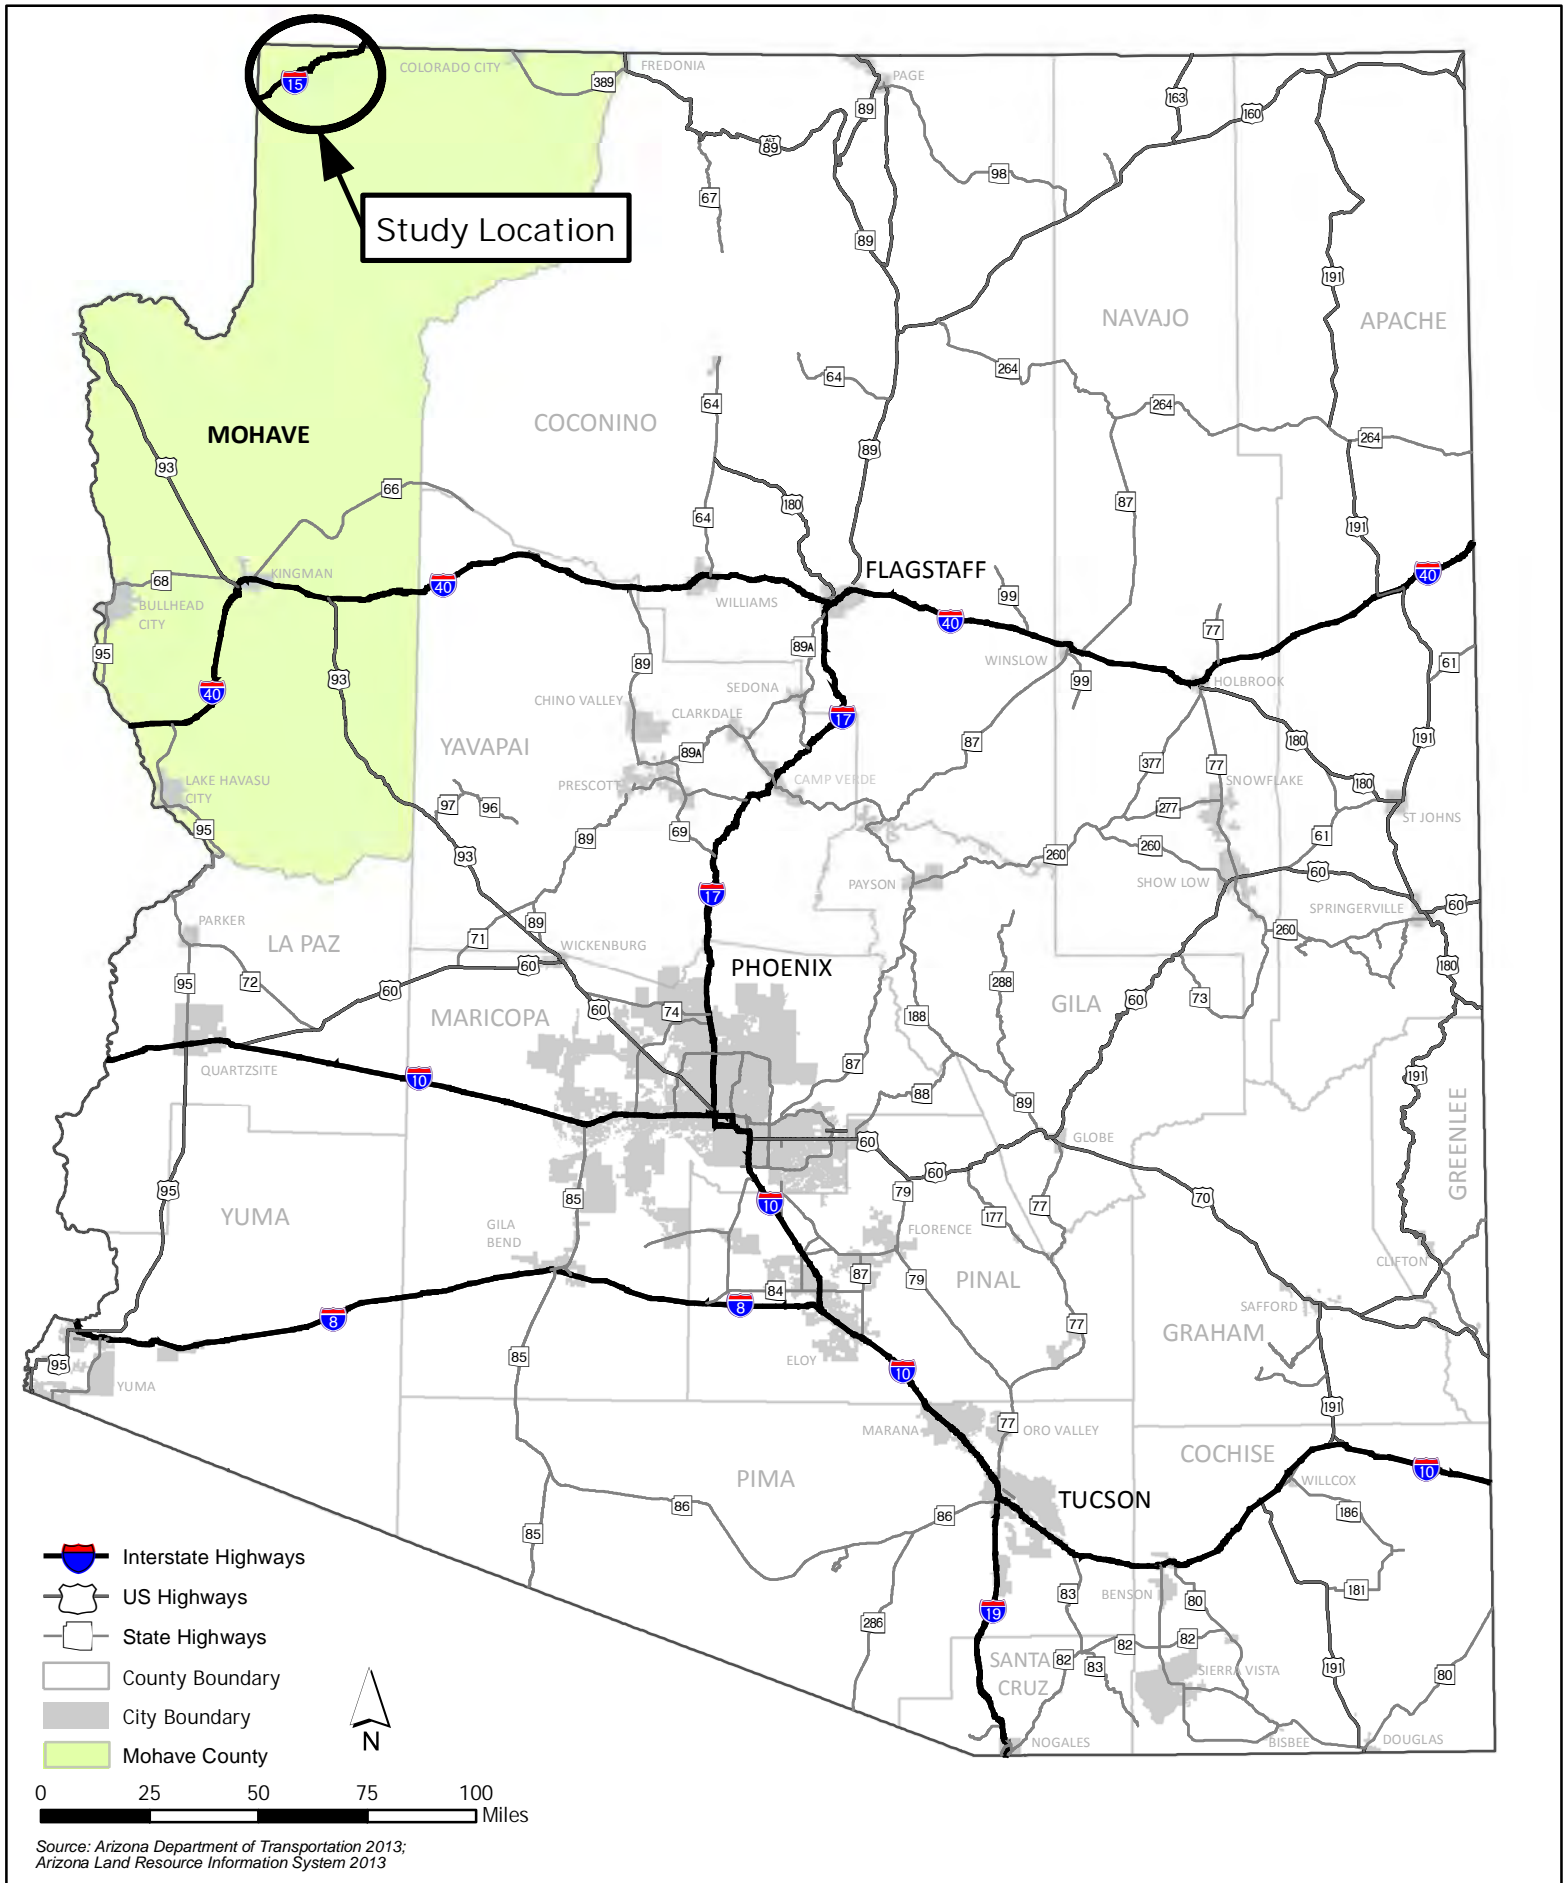 15
COLORADO CITY
389
FREDONIA
PAGE
89
163
160
ALT
89
98
67
Study Location
89
191
NAVAJO
APACHE
64
264
64
264
COCONINO
264
MOHAVE
89
93
66
180
87
64
191
FLAGSTAFF
40
KINGMAN
68
40
99
BULLHEAD
CITY
WILLIAMS
40
77
95
89A
WINSLOW
61
89
93
99
HOLBROOK
40
SEDONA
CHINO VALLEY
CLARKDALE
17
YAVAPAI
87
180
191
89A
377
77
LAKE HAVASU
CITY
PRESCOTT
CAMP VERDE
SNOWFLAKE
180
97
96
277
95
69
ST JOHNS
89
61
93
260
260
PAYSON
SHOW LOW
60
17
SPRINGERVILLE
60
PARKER
89
71
260
LA PAZ
WICKENBURG
60
PHOENIX
180
95
72
288
60
60
73
60
74
MARICOPA
188
GILA
87
QUARTZSITE
10
191
88
89
GREENLEE
60
GLOBE
60
95
79
70
85
10
77
YUMA
177
GILA
BEND
FLORENCE
CLIFTON
87
79
PINAL
84
8
SAFFORD
8
77
GRAHAM
85
ELOY
95
10
YUMA
191
MARANA
77
ORO VALLEY
COCHISE
10
PIMA
WILLCOX
TUCSON
86
86
186
85
Interstate Highways
83
BENSON
181
US Highways
80
19
286
State Highways
82
82
SANTA
CRUZ
82
83
191
SIERRA VISTA
80
County Boundary
City Boundary
N
NOGALES
BISBEE
DOUGLAS
Mohave County
0 25 50 75 100
Miles
Source: Arizona Department of Transportation 2013;
Arizona Land Resource Information System 2013